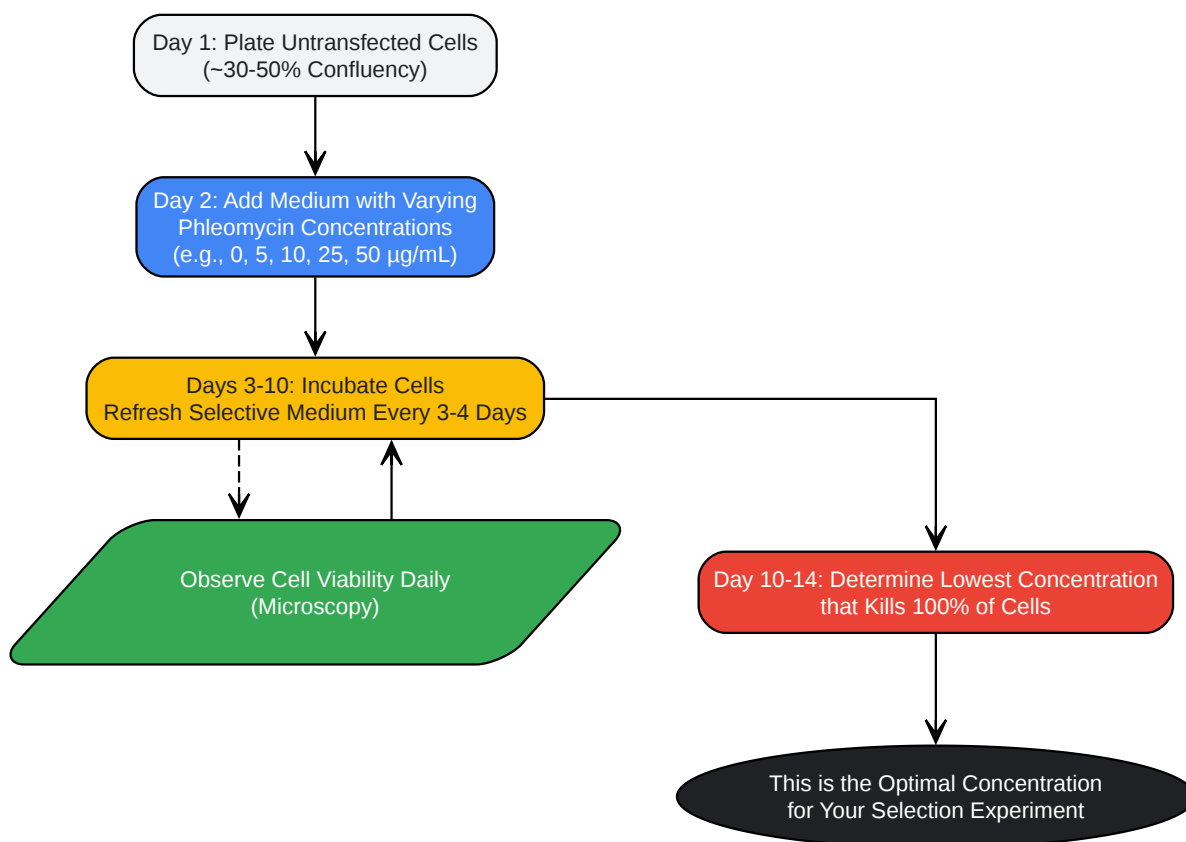 Day 1: Plate Untransfected Cells
(~30-50% Confluency)
Day 2: Add Medium with Varying
Phleomycin Concentrations
(e.g., 0, 5, 10, 25, 50 µg/mL)
Days 3-10: Incubate Cells
Refresh Selective Medium Every 3-4 Days
Observe Cell Viability Daily
(Microscopy)
Day 10-14: Determine Lowest Concentration
that Kills 100% of Cells
This is the Optimal Concentration
for Your Selection Experiment